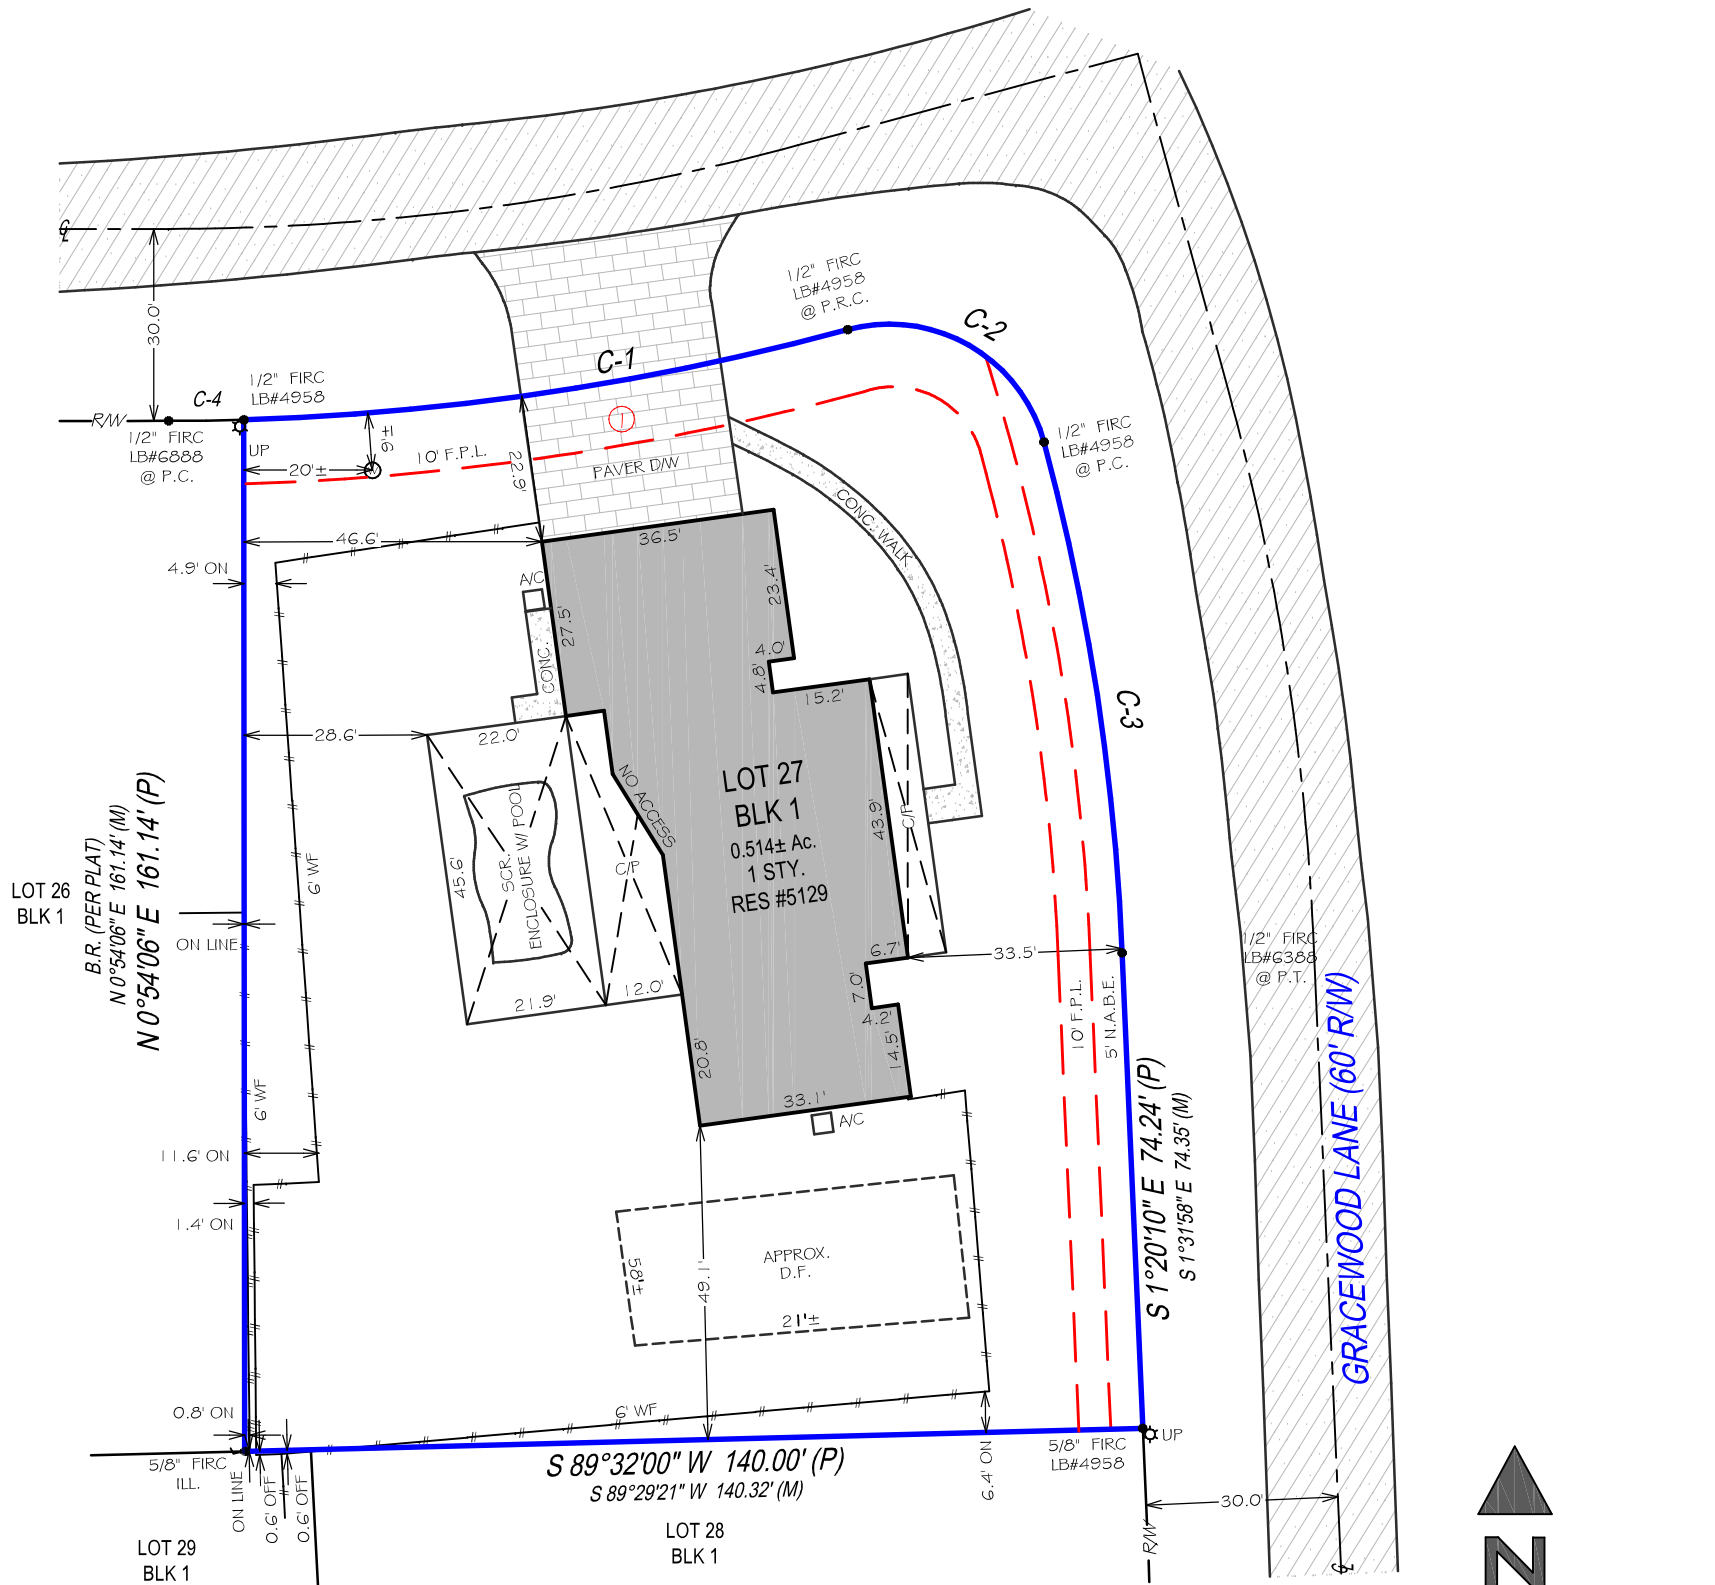 ℄
30.0'
C-4
R/W
1/2" FIRC
LB#6888
@ P.C.
1/2" FIRC
LB#4958
UP
20'±
9'±
W
10' F.P.L.
C-1
1
PAVER D/W
22.9'
1/2" FIRC
LB#4958
@ P.R.C.
C-2
1/2" FIRC
LB#4958
@ P.C.
CONC. WALK
46.6'
4.9' ON
36.5'
A/C
27.5'
CONC.
23.4'
4.0'
4.8'
15.2'
28.6'
22.0'
NO ACCESS
SCR.
ENCLOSURE W/ POOL
45.6'
C/P
21.9'
12.0'
LOT 27
BLK 1
0.514± Ac.
1 STY.
RES #5129
43.9'
C/P
C-3
6.7'
7.0'
4.2'
14.5'
33.5'
20.8'
33.1'
A/C
1/2" FIRC
LB#6388
@ P.T.
LOT 26
BLK 1
B.R. (PER PLAT)
N 0°54'06" E 161.14' (M)
N 0°54'06" E 161.14' (P)
ON LINE
6' WF
6' WF
11.6' ON
1.4' ON
0.8' ON
10' F.P.L.
5' N.A.B.E.
S 1°20'10" E 74.24' (P)
S 1°31'58" E 74.35' (M)
GRACEWOOD LANE (60' R/W)
49.1'
APPROX.
D.F.
58'±
21'±
6' WF
5/8" FIRC
ILL.
ON LINE
0.6' OFF
0.6' OFF
S 89°32'00" W 140.00' (P)
S 89°29'21" W 140.32' (M)
6.4' ON
5/8" FIRC
LB#4958
UP
30.0'
R/W
℄
LOT 29
BLK 1
LOT 28
BLK 1
N